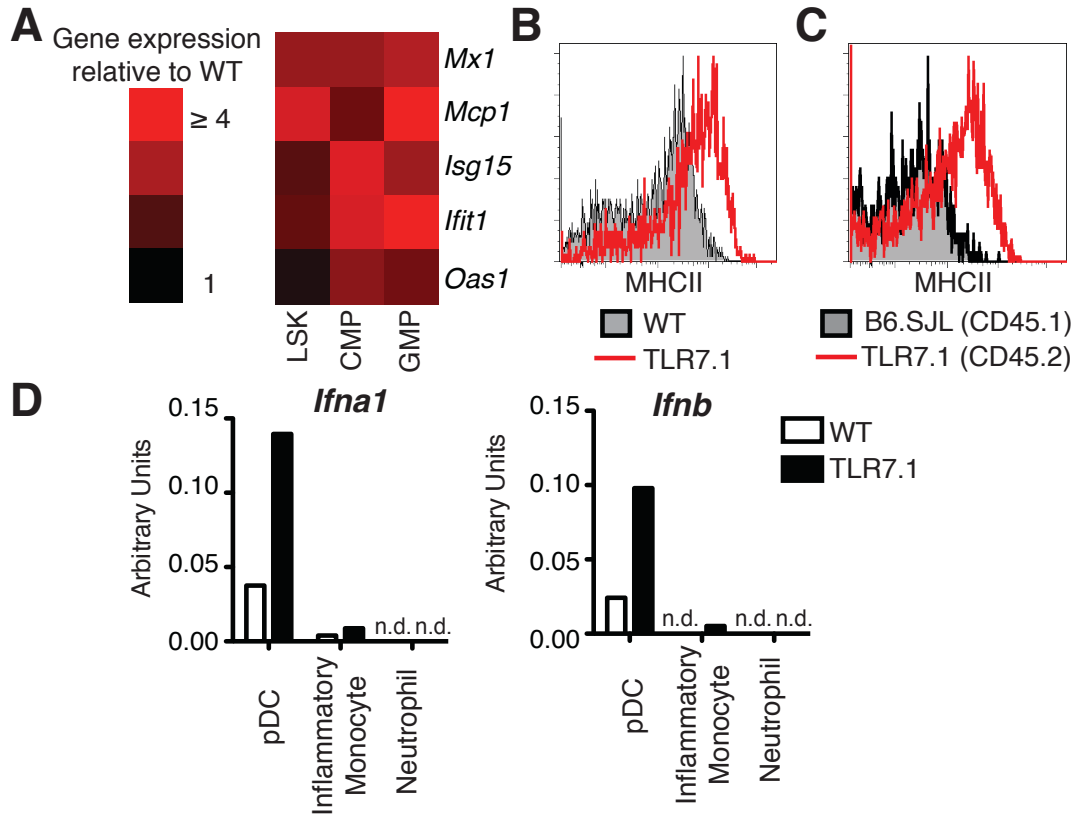 A
Gene expression
relative to WT
≥ 4
1
Mx1
Mcp1
Isg15
Ifit1
Oas1
LSK
CMP
GMP
B
MHCII
WT
TLR7.1
C
MHCII
B6.SJL (CD45.1)
TLR7.1 (CD45.2)
D
Ifna1
Arbitrary Units
0.15
0.10
0.05
0.00
n.d. n.d.
pDC
Inflammatory
Monocyte
Neutrophil
Ifnb
Arbitrary Units
0.15
0.10
0.05
0.00
n.d.
n.d. n.d.
pDC
Inflammatory
Monocyte
Neutrophil
WT
TLR7.1